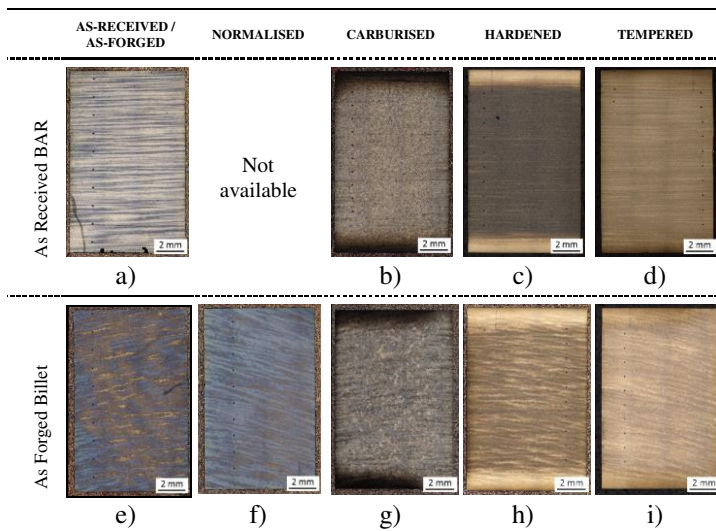 AS-RECEIVED /
AS-FORGED
NORMALISED
CARBURISED
HARDENED
TEMPERED
As Received BAR
2 mm
Not
available
2 mm
2 mm
2 mm
a)
b)
c)
d)
As Forged Billet
2 mm
2 mm
2 mm
2 mm
2 mm
e)
f)
g)
h)
i)